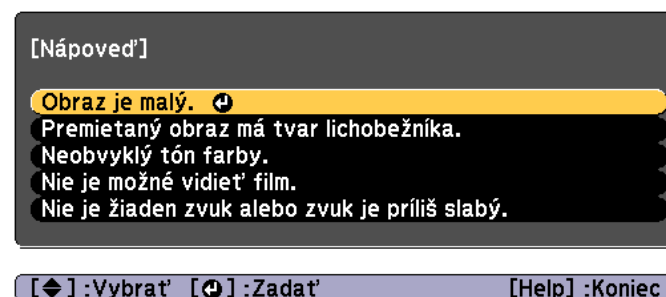 [Nápoveď]
Obraz je malý.
Premietaný obraz má tvar lichobežníka.
Neobvyklý tón farby.
Nie je možné vidieť film.
Nie je žiaden zvuk alebo zvuk je príliš slabý.
[◆] :Vybrať [↵] :Zadať [Help] :Koniec